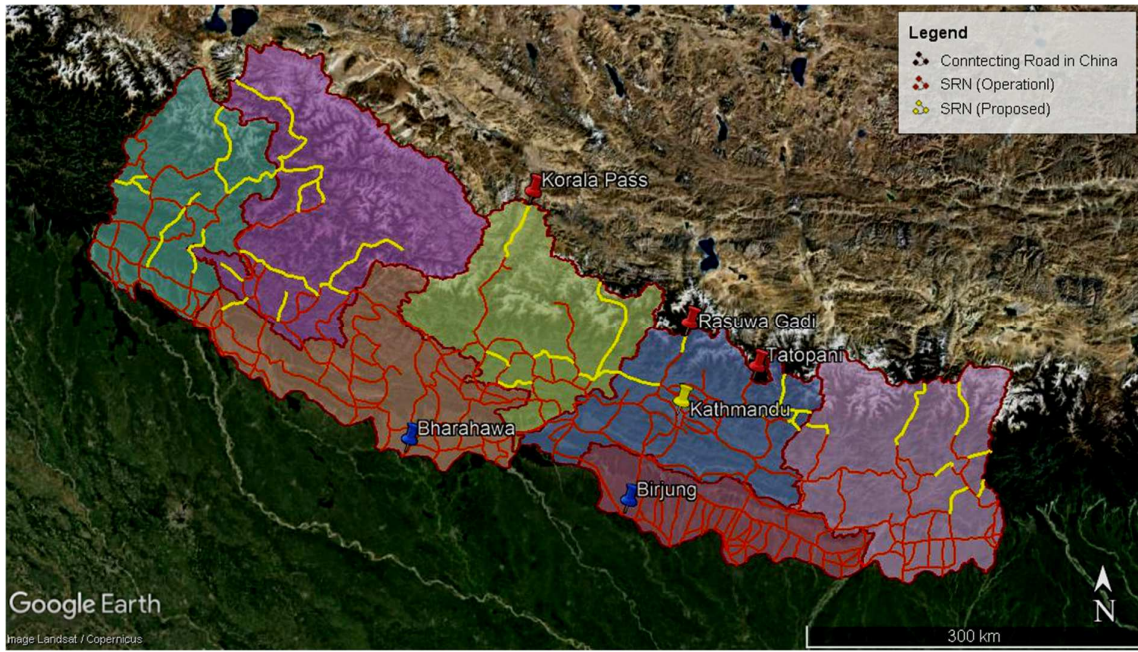 Legend
Conntecting Road in China
SRN (Operationl)
SRN (Proposed)
Korala Pass
Rasuwa Gadi
Tatopani
Kathmandu
Bharahawa
Birjung
Google Earth
N
300 km
mage Landsat / Copernicus